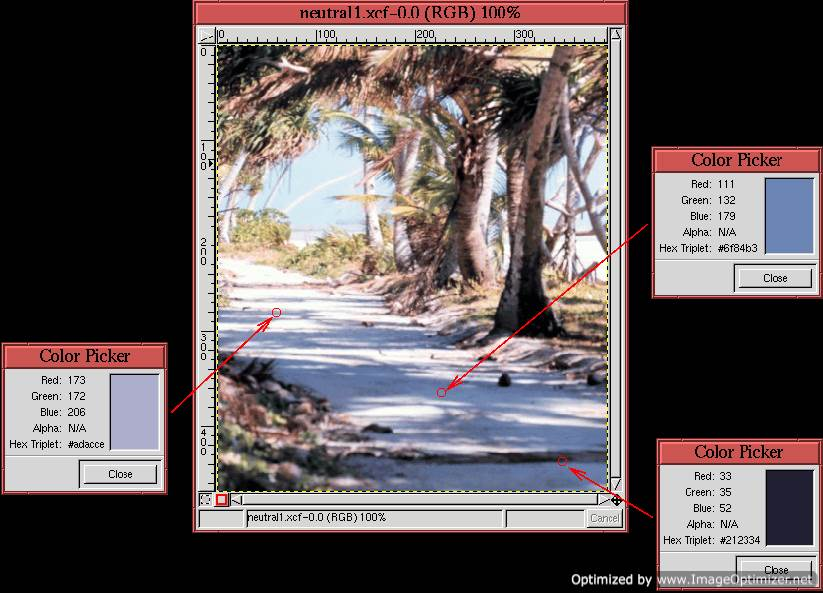 neutral1.xcf-0.0 (RGB) 100%
0 100 200 300
0
100
200
300
400
Color Picker
Red: 111
Green: 132
Blue: 179
Alpha: N/A
Hex Triplet: #6f84b3
Close
Color Picker
Red: 173
Green: 172
Blue: 206
Alpha: N/A
Hex Triplet: #adacce
Close
Color Picker
Red: 33
Green: 35
Blue: 52
Alpha: N/A
Hex Triplet: #212334
Close
neutral1.xcf-0.0 (RGB) 100%
Cancel
Optimized by www.ImageOptimizer.net